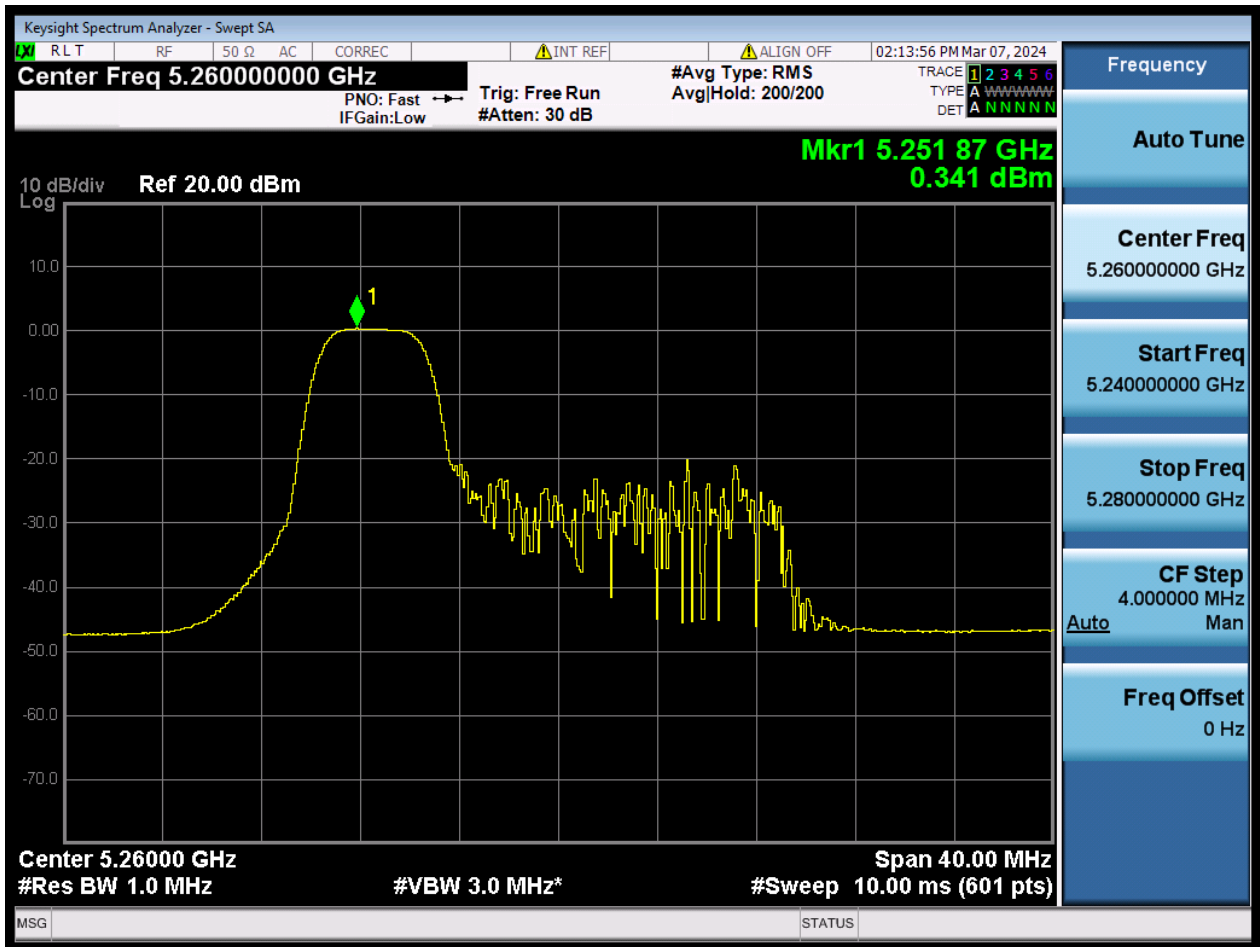 Keysight Spectrum Analyzer - Swept SA
LXI RLT RF 50 Ω AC CORREC INT REF ALIGN OFF 02:13:56 PM Mar 07, 2024
Center Freq 5.260000000 GHz
PNO: Fast
IFGain:Low
Trig: Free Run
#Atten: 30 dB
#Avg Type: RMS
Avg|Hold: 200/200
TRACE 1 2 3 4 5 6
TYPE A WWWWW
DET A N N N N N
Mkr1 5.251 87 GHz
0.341 dBm
10 dB/div Ref 20.00 dBm
Log
1
10.0
0.00
-10.0
-20.0
-30.0
-40.0
-50.0
-60.0
-70.0
Center 5.26000 GHz Span 40.00 MHz
#Res BW 1.0 MHz #VBW 3.0 MHz* #Sweep 10.00 ms (601 pts)
MSG STATUS
Frequency
Auto Tune
Center Freq
5.260000000 GHz
Start Freq
5.240000000 GHz
Stop Freq
5.280000000 GHz
CF Step
4.000000 MHz
Auto Man
Freq Offset
0 Hz